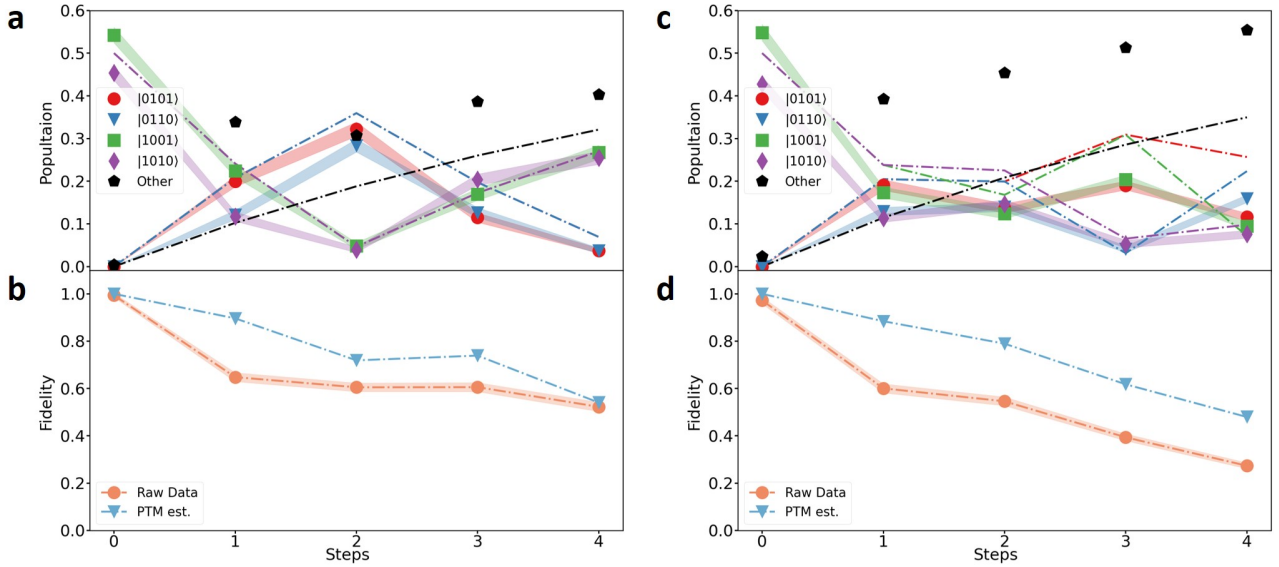 a
0.6
0.5
0.4
0.3
0.2
0.1
0.0
Popultaion
|0101⟩
|0110⟩
|1001⟩
|1010⟩
Other
b
1.0
0.8
0.6
0.4
0.2
0.0
Fidelity
Raw Data
PTM est.
0 1 2 3 4
Steps
c
0.6
0.5
0.4
0.3
0.2
0.1
0.0
Popultaion
|0101⟩
|0110⟩
|1001⟩
|1010⟩
Other
d
1.0
0.8
0.6
0.4
0.2
0.0
Fidelity
Raw Data
PTM est.
0 1 2 3 4
Steps